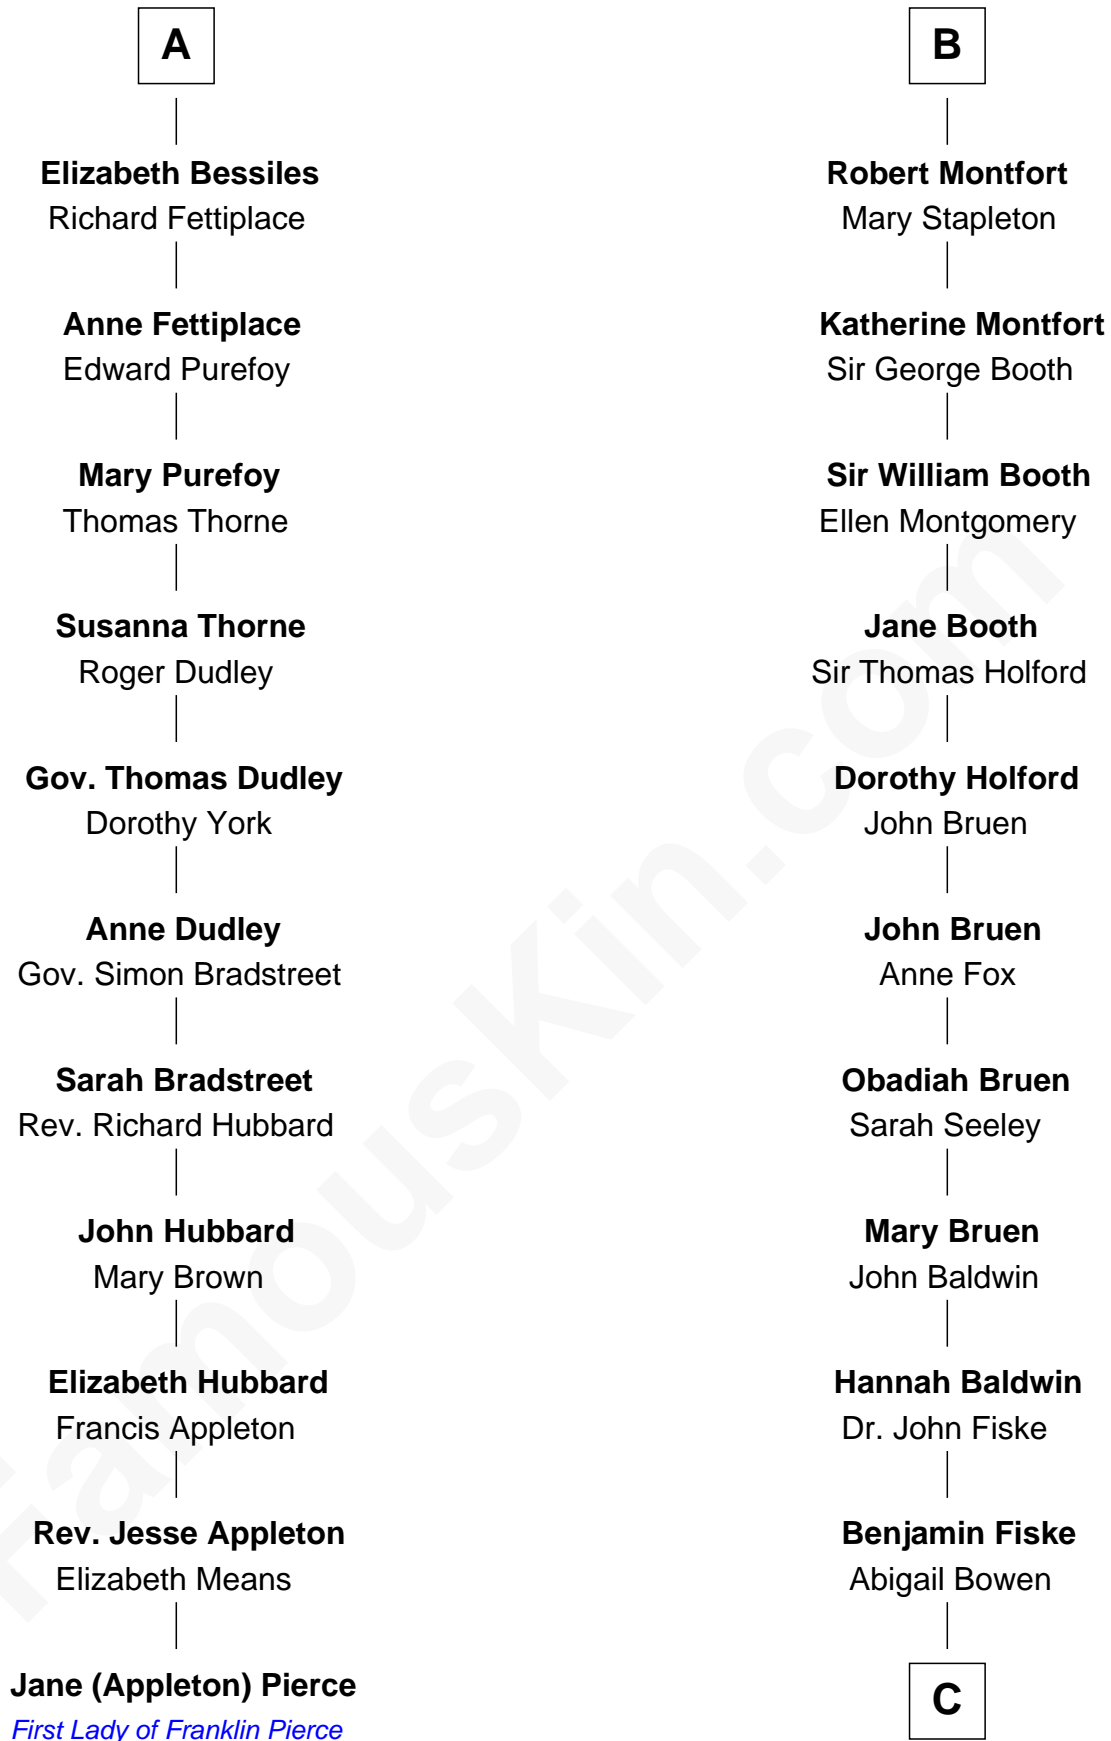 A
Elizabeth Bessiles
Richard Fettiplace
Anne Fettiplace
Edward Purefoy
Mary Purefoy
Thomas Thorne
Susanna Thorne
Roger Dudley
Gov. Thomas Dudley
Dorothy York
Anne Dudley
Gov. Simon Bradstreet
Sarah Bradstreet
Rev. Richard Hubbard
John Hubbard
Mary Brown
Elizabeth Hubbard
Francis Appleton
Rev. Jesse Appleton
Elizabeth Means
Jane (Appleton) Pierce
First Lady of Franklin Pierce
B
Robert Montfort
Mary Stapleton
Katherine Montfort
Sir George Booth
Sir William Booth
Ellen Montgomery
Jane Booth
Sir Thomas Holford
Dorothy Holford
John Bruen
John Bruen
Anne Fox
Obadiah Bruen
Sarah Seeley
Mary Bruen
John Baldwin
Hannah Baldwin
Dr. John Fiske
Benjamin Fiske
Abigail Bowen
C
FamousKin.com